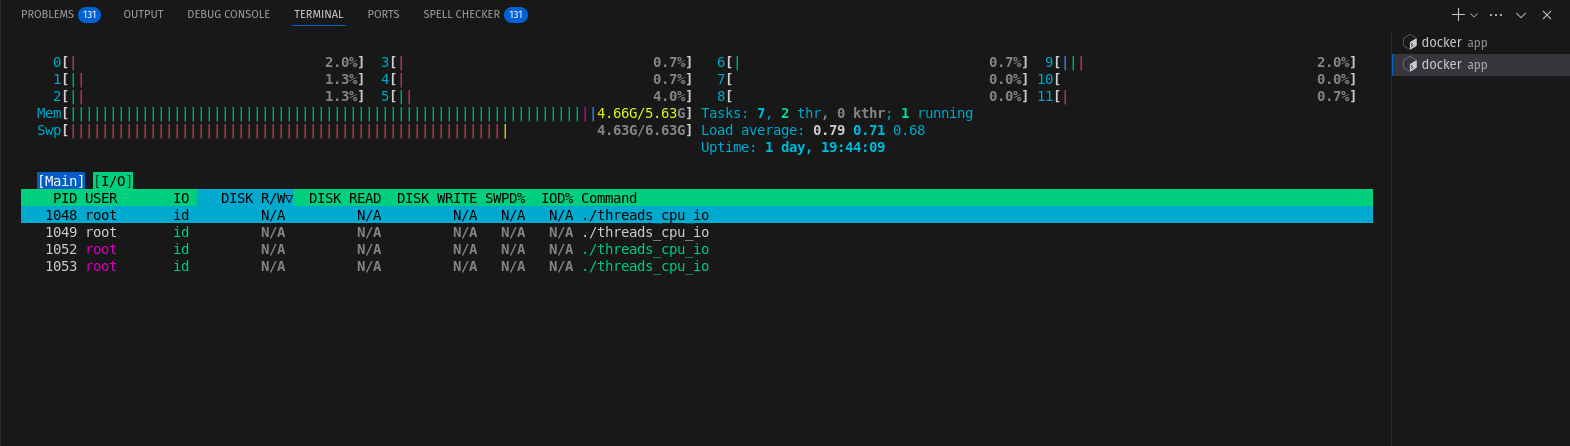 PROBLEMS 131 OUTPUT DEBUG CONSOLE TERMINAL PORTS SPELL CHECKER 131
docker app
docker app
0[| 2.0%] 3[| 0.7%] 6[| 0.7%] 9[||| 2.0%]
1[|| 1.3%] 4[| 0.7%] 7[ 0.0%] 10[ 0.0%]
2[|| 1.3%] 5[|| 4.0%] 8[ 0.0%] 11[| 0.7%]
Mem[||||||||||||||||||||||||||||||||||||||||||||||||||||||||||||||||||4.66G/5.63G] Tasks: 7, 2 thr, 0 kthr; 1 running
Swp[||||||||||||||||||||||||||||||||||||||||||||||||||||||| 4.63G/6.63G] Load average: 0.79 0.71 0.68
Uptime: 1 day, 19:44:09
[Main] [I/O]
PID USER IO DISK R/W▽ DISK READ DISK WRITE SWPD% IOD% Command
1048 root id N/A N/A N/A N/A N/A ./threads_cpu_io
1049 root id N/A N/A N/A N/A N/A ./threads_cpu_io
1052 root id N/A N/A N/A N/A N/A ./threads_cpu_io
1053 root id N/A N/A N/A N/A N/A ./threads_cpu_io